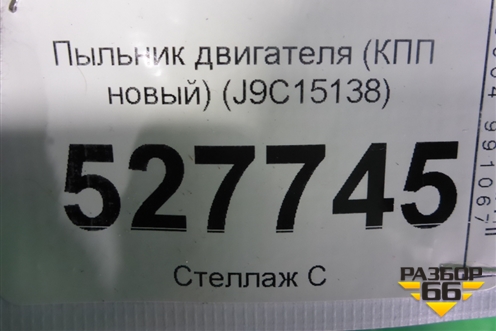 Пыльник двигателя (КПП
новый) (J9C15138)
527745
Стеллаж С
РАЗБОР
66